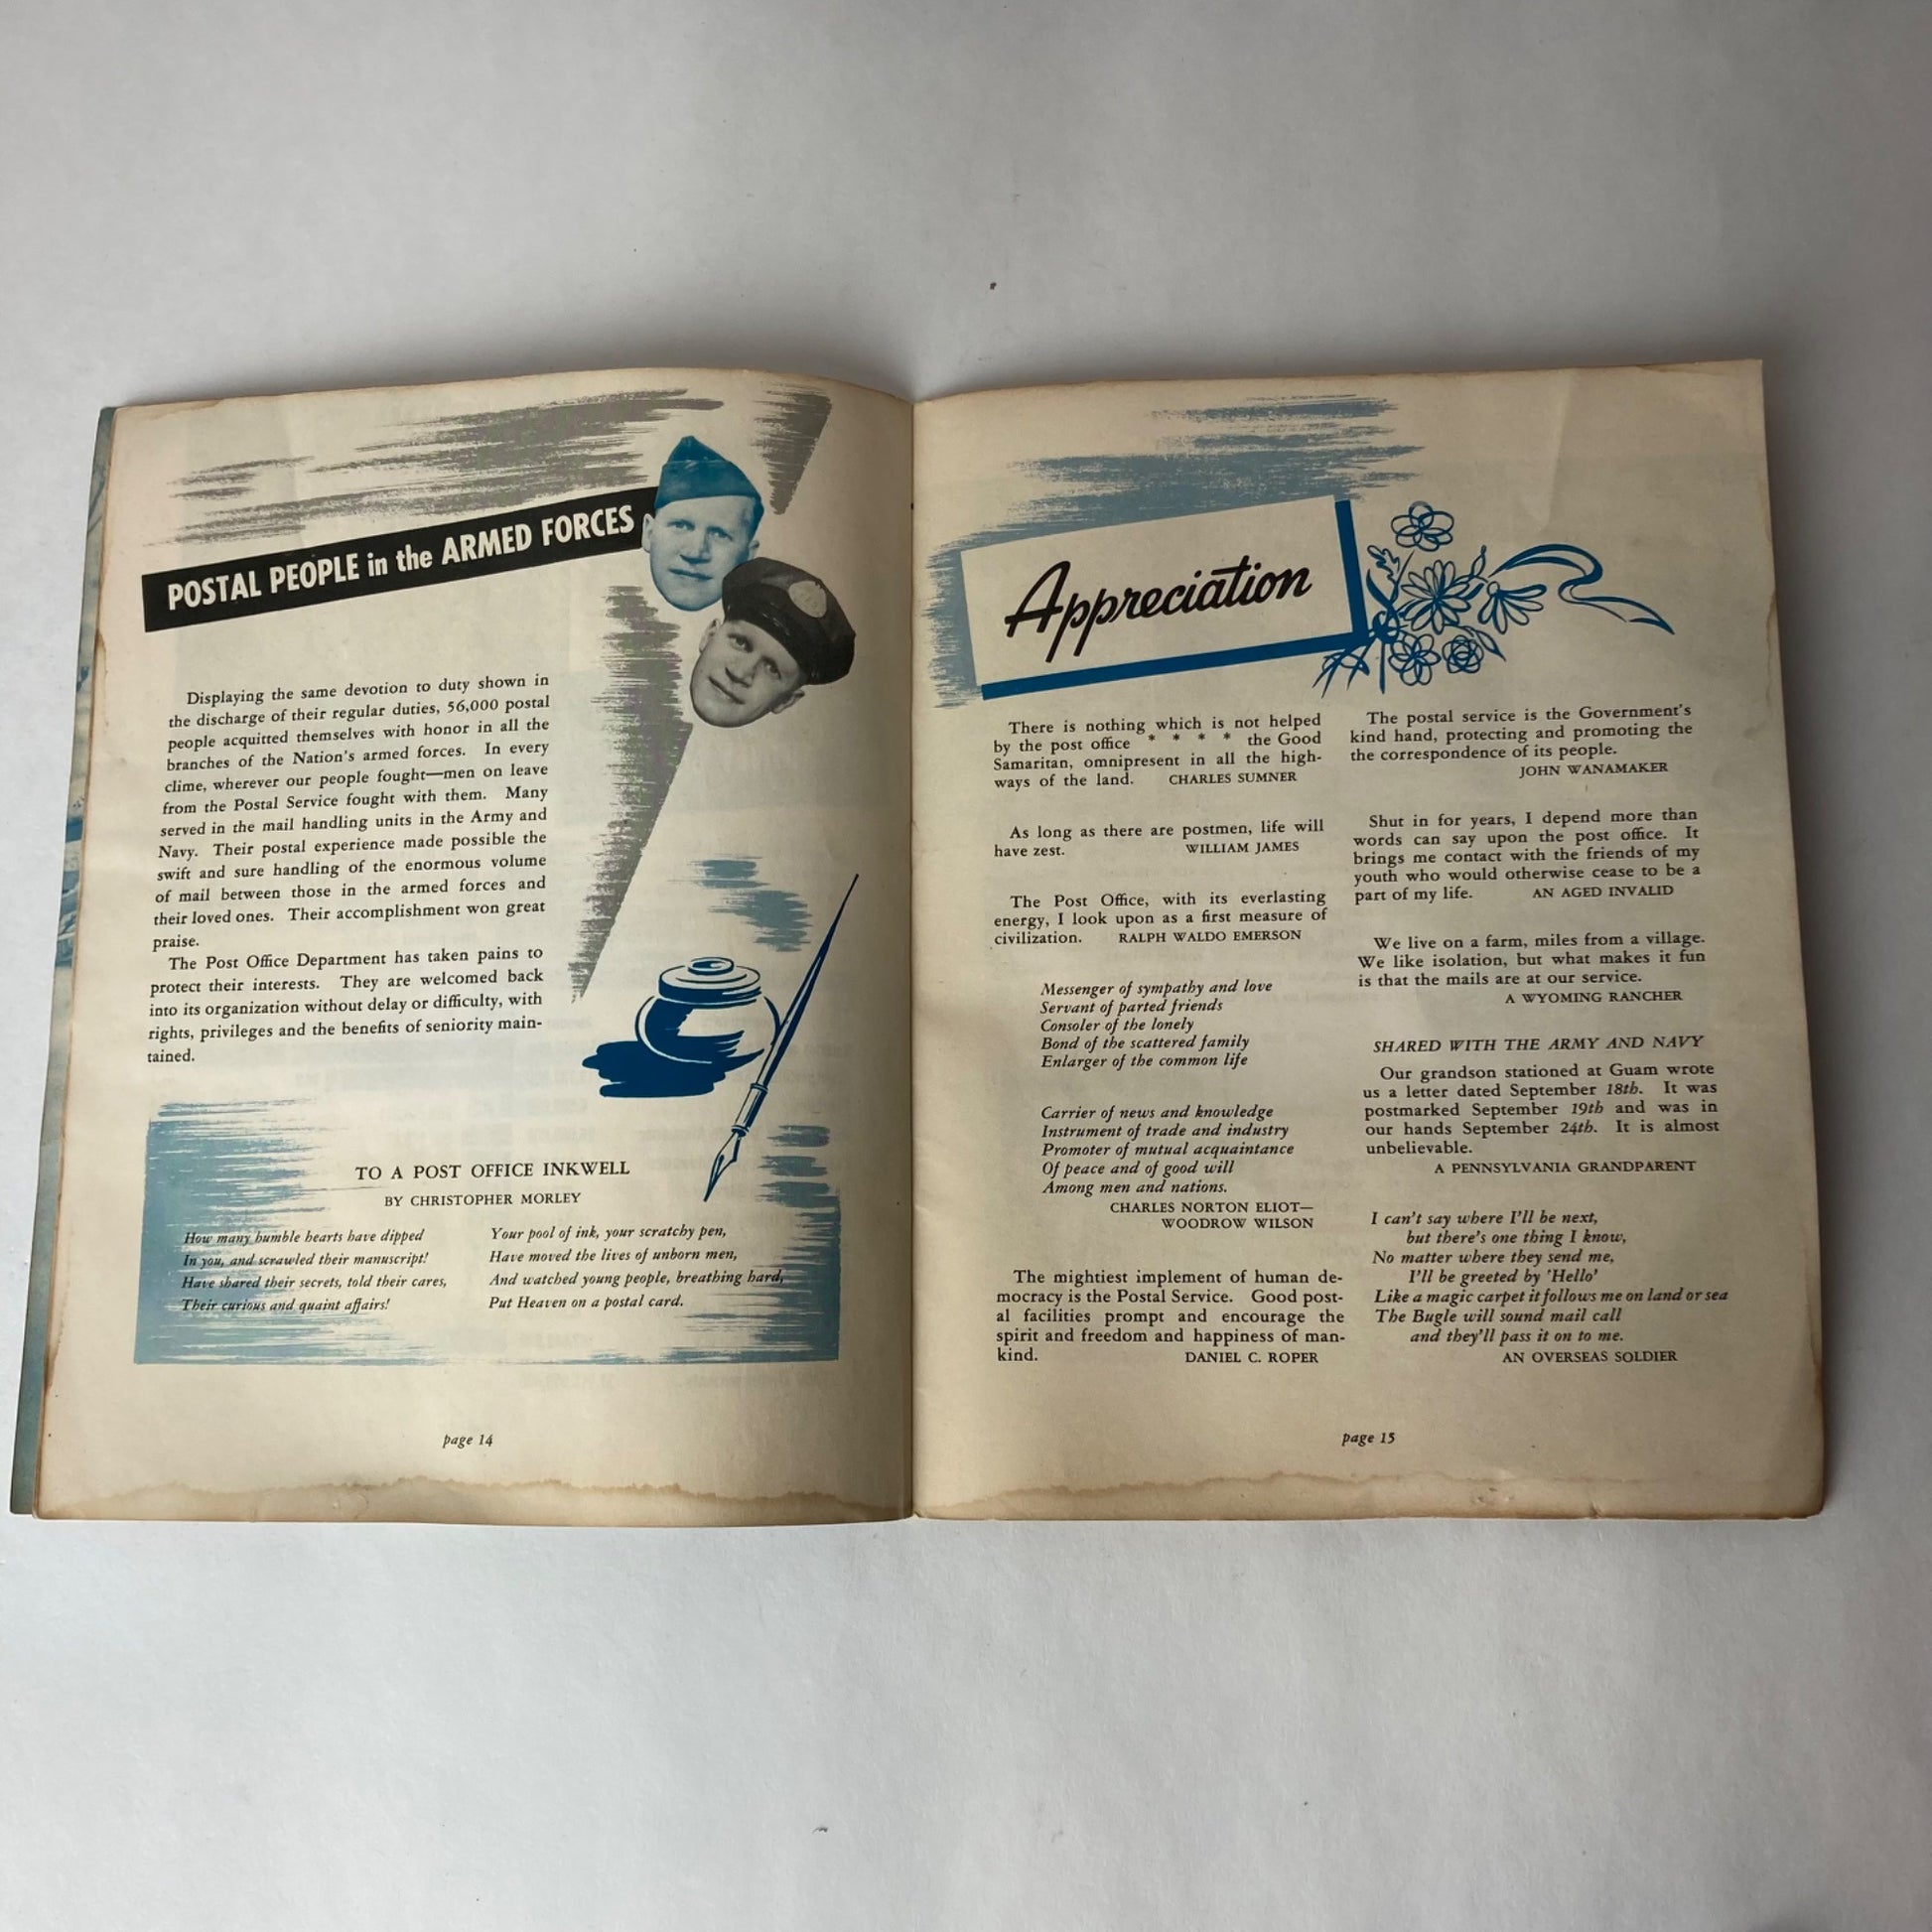 POSTAL PEOPLE in the ARMED FORCES
Displaying the same devotion to duty shown in
the discharge of their regular duties, 56,000 postal
people acquitted themselves with honor in all the
branches of the Nation's armed forces. In every
clime, wherever our people fought—men on leave
from the Postal Service fought with them. Many
served in the mail handling units in the Army and
Navy. Their postal experience made possible the
swift and sure handling of the enormous volume
of mail between those in the armed forces and
their loved ones. Their accomplishment won great
praise.
The Post Office Department has taken pains to
protect their interests. They are welcomed back
into its organization without delay or difficulty, with
rights, privileges and the benefits of seniority main-
tained.
TO A POST OFFICE INKWELL
BY CHRISTOPHER MORLEY
How many humble hearts have dipped
In you, and scrawled their manuscript!
Have shared their secrets, told their cares,
Their curious and quaint affairs!
Your pool of ink, your scratchy pen,
Have moved the lives of unborn men,
And watched young people, breathing hard,
Put Heaven on a postal card.
page 14
Appreciation
There is nothing which is not helped
by the post office * * * * the Good
Samaritan, omnipresent in all the high-
ways of the land. CHARLES SUMNER
As long as there are postmen, life will
have zest. WILLIAM JAMES
The Post Office, with its everlasting
energy, I look upon as a first measure of
civilization. RALPH WALDO EMERSON
Messenger of sympathy and love
Servant of parted friends
Consoler of the lonely
Bond of the scattered family
Enlarger of the common life
Carrier of news and knowledge
Instrument of trade and industry
Promoter of mutual acquaintance
Of peace and of good will
Among men and nations.
CHARLES NORTON ELIOT—
WOODROW WILSON
The mightiest implement of human de-
mocracy is the Postal Service. Good post-
al facilities prompt and encourage the
spirit and freedom and happiness of man-
kind. DANIEL C. ROPER
The postal service is the Government's
kind hand, protecting and promoting the
the correspondence of its people.
JOHN WANAMAKER
Shut in for years, I depend more than
words can say upon the post office. It
brings me contact with the friends of my
youth who would otherwise cease to be a
part of my life. AN AGED INVALID
We live on a farm, miles from a village.
We like isolation, but what makes it fun
is that the mails are at our service.
A WYOMING RANCHER
SHARED WITH THE ARMY AND NAVY
Our grandson stationed at Guam wrote
us a letter dated September 18th. It was
postmarked September 19th and was in
our hands September 24th. It is almost
unbelievable.
A PENNSYLVANIA GRANDPARENT
I can't say where I'll be next,
but there's one thing I know,
No matter where they send me,
I'll be greeted by 'Hello'
Like a magic carpet it follows me on land or sea
The Bugle will sound mail call
and they'll pass it on to me.
AN OVERSEAS SOLDIER
page 15